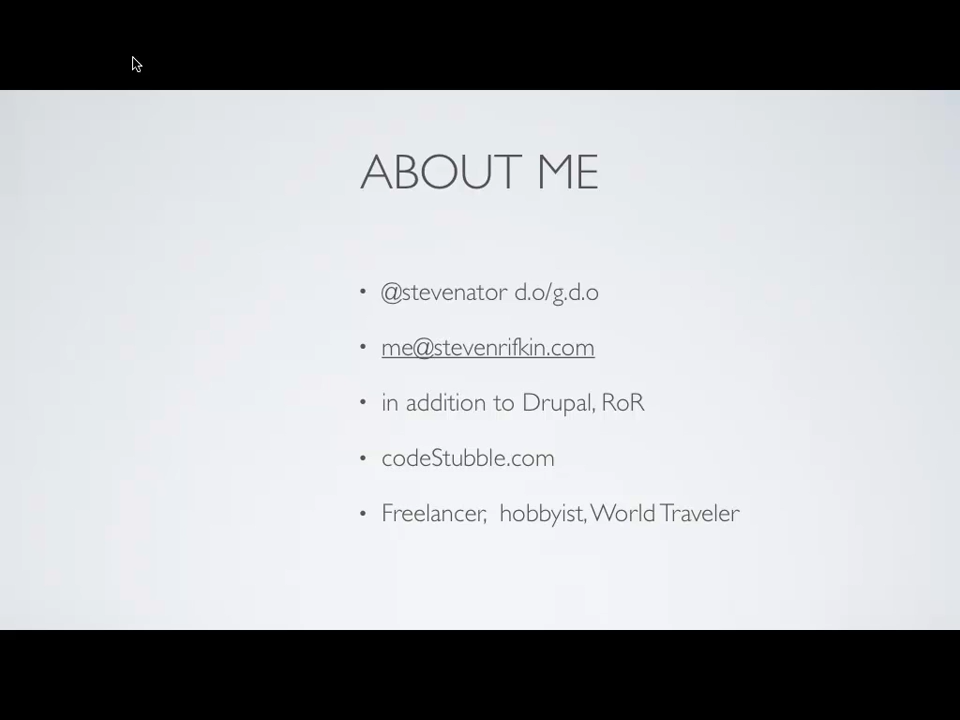 ABOUT ME
• @stevenator d.o/g.d.o
• me@stevenrifkin.com
• in addition to Drupal, RoR
• codeStubble.com
• Freelancer,  hobbyist, World Traveler